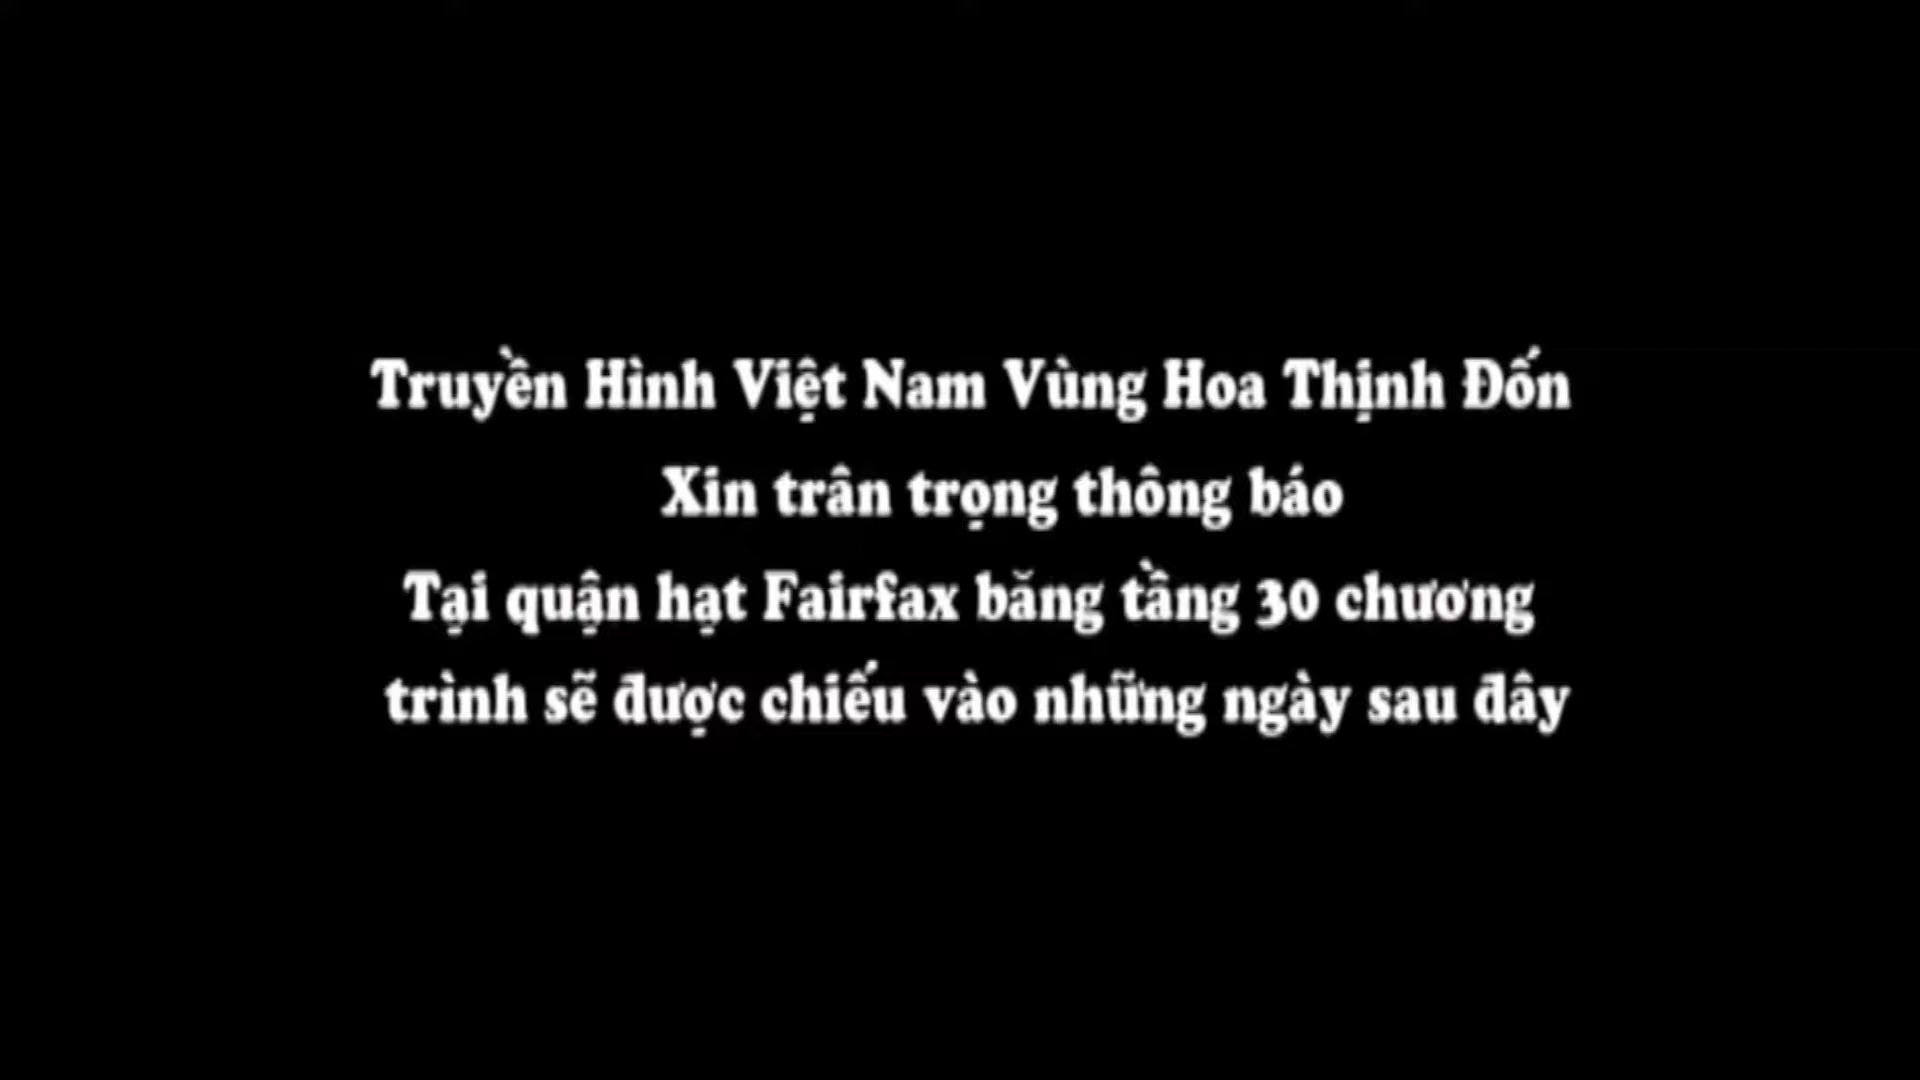 Truyền Hình Việt Nam Vùng Hoa Thịnh Đốn
Xin trân trọng thông báo
Tại quận hạt Fairfax băng tầng 30 chương
trình sẽ được chiếu vào những ngày sau đây